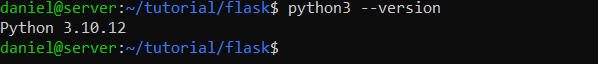 daniel@server:~/tutorial/flask$ python3 --version
Python 3.10.12
daniel@server:~/tutorial/flask$